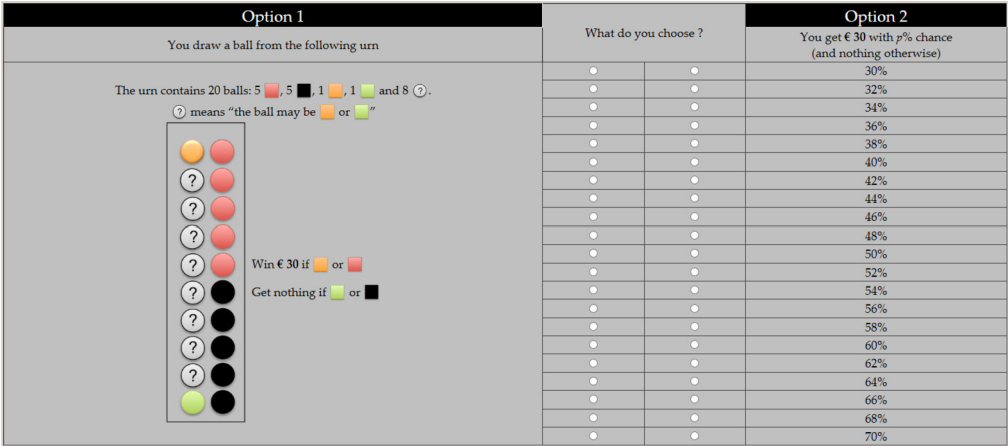 Option 1
You draw a ball from the following urn
The urn contains 20 balls: 5 , 5 , 1 , 1 and 8 ? .
? means “the ball may be or ”
?
?
?
?
?
?
?
?
Win € 30 if or
Get nothing if or
What do you choose ?
Option 2
You get € 30 with p% chance
(and nothing otherwise)
30%
32%
34%
36%
38%
40%
42%
44%
46%
48%
50%
52%
54%
56%
58%
60%
62%
64%
66%
68%
70%